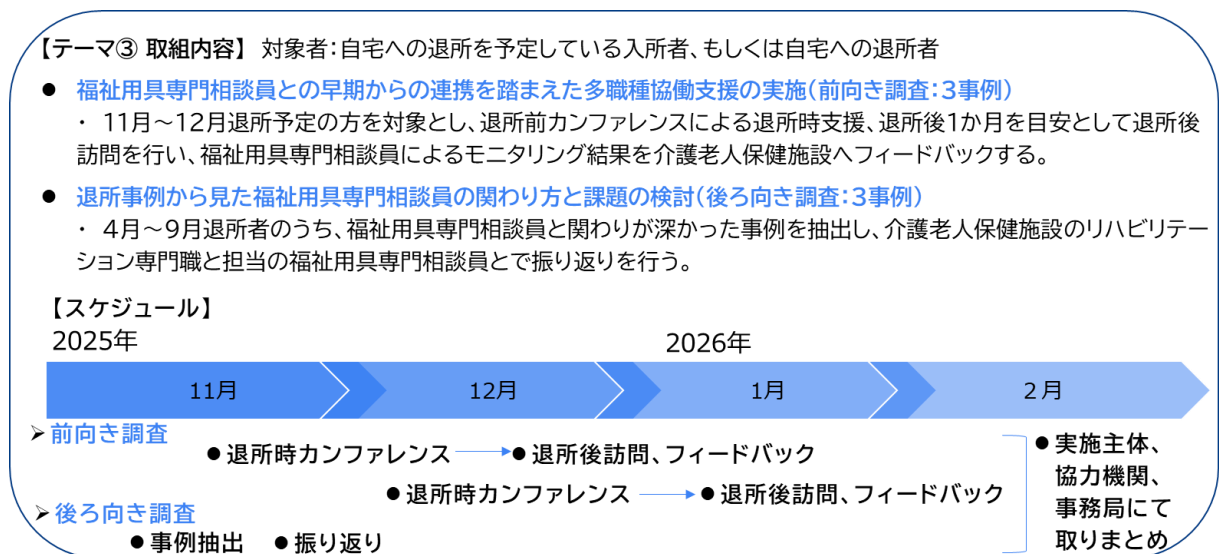 【テーマ③ 取組内容】 対象者：自宅への退所を予定している入所者、もしくは自宅への退所者
● 福祉用具専門相談員との早期からの連携を踏まえた多職種協働支援の実施（前向き調査：３事例）
・ 11月～12月退所予定の方を対象とし、退所前カンファレンスによる退所時支援、退所後1か月を目安として退所後
訪問を行い、福祉用具専門相談員によるモニタリング結果を介護老人保健施設へフィードバックする。
● 退所事例から見た福祉用具専門相談員の関わり方と課題の検討（後ろ向き調査：３事例）
・ 4月～9月退所者のうち、福祉用具専門相談員と関わりが深かった事例を抽出し、介護老人保健施設のリハビリテー
ション専門職と担当の福祉用具専門相談員とで振り返りを行う。
【スケジュール】
2025年
2026年
11月
12月
1月
２月
➢ 前向き調査
● 退所時カンファレンス
● 退所後訪問、フィードバック
● 退所時カンファレンス
● 退所後訪問、フィードバック
➢ 後ろ向き調査
● 事例抽出
● 振り返り
● 実施主体、
協力機関、
事務局にて
取りまとめ